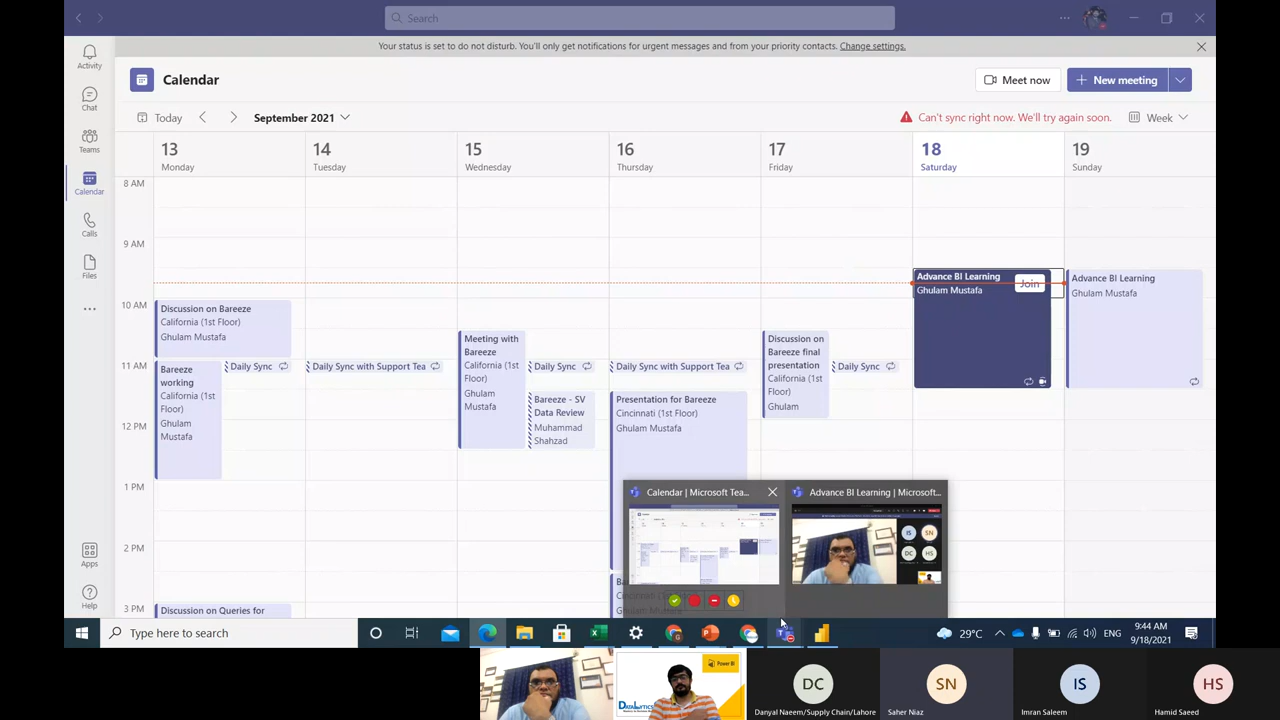 Search
Your status is set to do not disturb. You'll only get notifications for urgent messages and from your priority contacts. Change settings.
Activity
Chat
Teams
Calendar
Calls
Files
Apps
Help
Calendar
Meet now
New meeting
Today
September 2021
Can't sync right now. We'll try again soon.
Week
13
Monday
14
Tuesday
15
Wednesday
16
Thursday
17
Friday
18
Saturday
19
Sunday
8 AM
9 AM
10 AM
11 AM
12 PM
1 PM
2 PM
3 PM
Discussion on Bareeze
California (1st Floor)
Ghulam Mustafa
Bareeze
working
California (1st
Floor)
Ghulam
Mustafa
Daily Sync
Discussion on Queries for
Daily Sync with Support Tea
Meeting with
Bareeze
California (1st
Floor)
Ghulam
Mustafa
Daily Sync
Bareeze - SV
Data Review
Muhammad
Shahzad
Daily Sync with Support Tea
Presentation for Bareeze
Cincinnati (1st Floor)
Ghulam Mustafa
Discussion on
Bareeze final
presentation
California (1st
Floor)
Ghulam
Daily Sync
Advance BI Learning
Ghulam Mustafa
Join
Advance BI Learning
Ghulam Mustafa
Calendar | Microsoft Tea...
Advance BI Learning | Microsoft...
IS
SN
DC
HS
Type here to search
29°C
ENG
9:44 AM
9/18/2021
Power BI
DC
Danyal Naeem/Supply Chain/Lahore
SN
Saher Niaz
IS
Imran Saleem
HS
Hamid Saeed